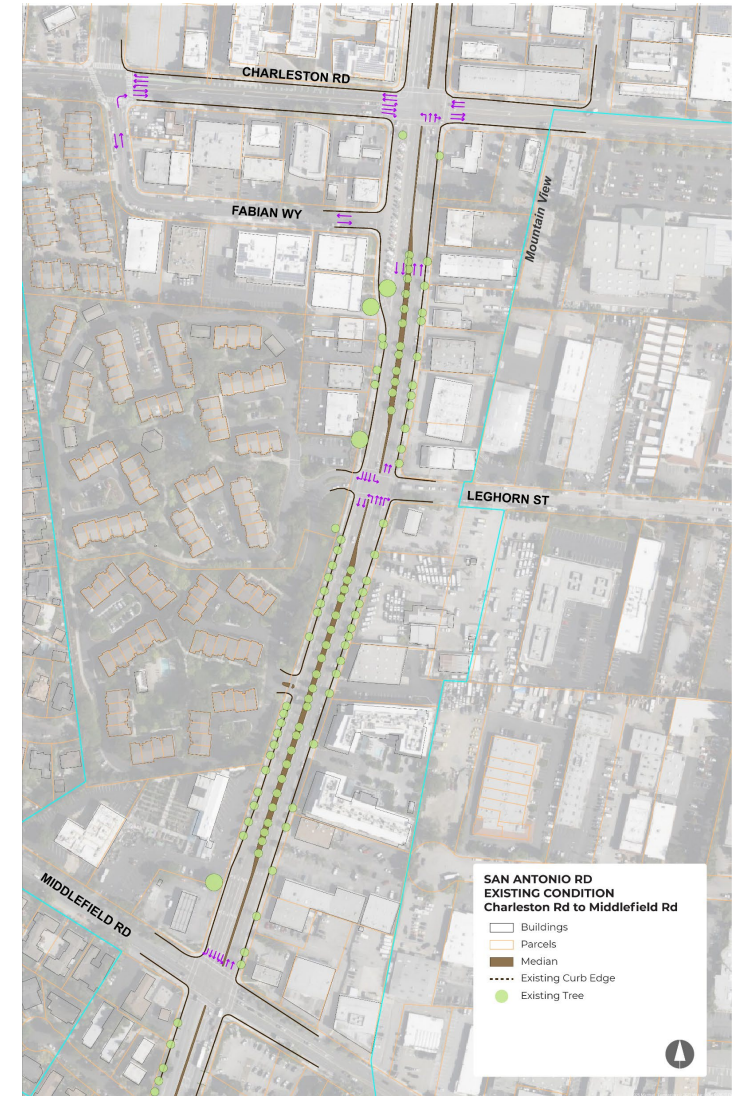 CHARLESTON RD
Mountain View
FABIAN WY
LEGHORN ST
MIDDLEFIELD RD
SAN ANTONIO RD
EXISTING CONDITION
Charleston Rd to Middlefield Rd
Buildings
Parcels
Median
Existing Curb Edge
Existing Tree